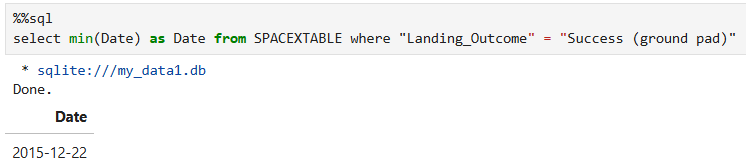 %%sql
select min(Date) as Date from SPACEXTABLE where "Landing_Outcome" = "Success (ground pad)"
* sqlite:///my_data1.db
Done.
Date
2015-12-22